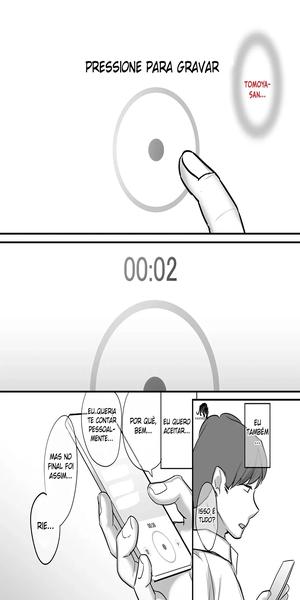 PRESSIONE PARA GRAVAR
TOMOYA-
SAN...
00:02
EU
TAMBÉM
...
ISSO É
TUDO?
EU QUERO
ACEITAR...
POR QUÊ,
BEM...
EU QUERIA
TE CONTAR
PESSOAL-
MENTE...
MAS NO
FINAL FOI
ASSIM...
RIE...